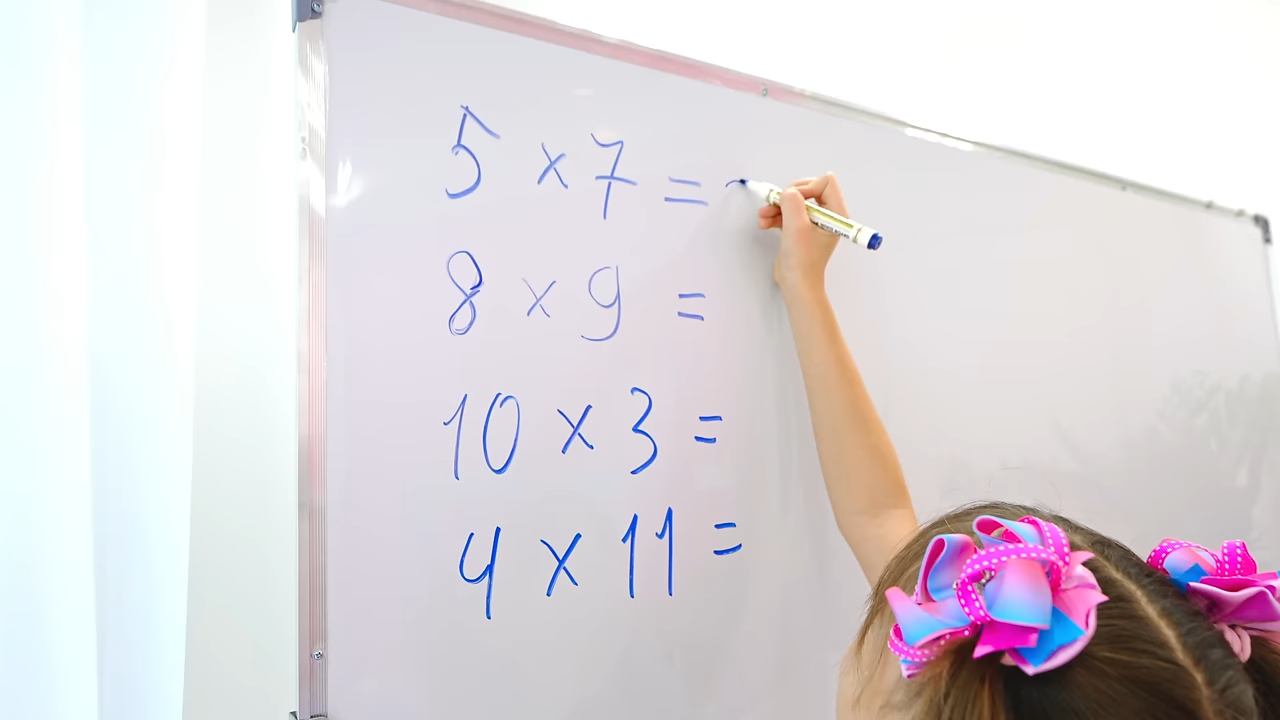 5 × 7 =
8 × 9 =
10 × 3 =
4 × 11 =